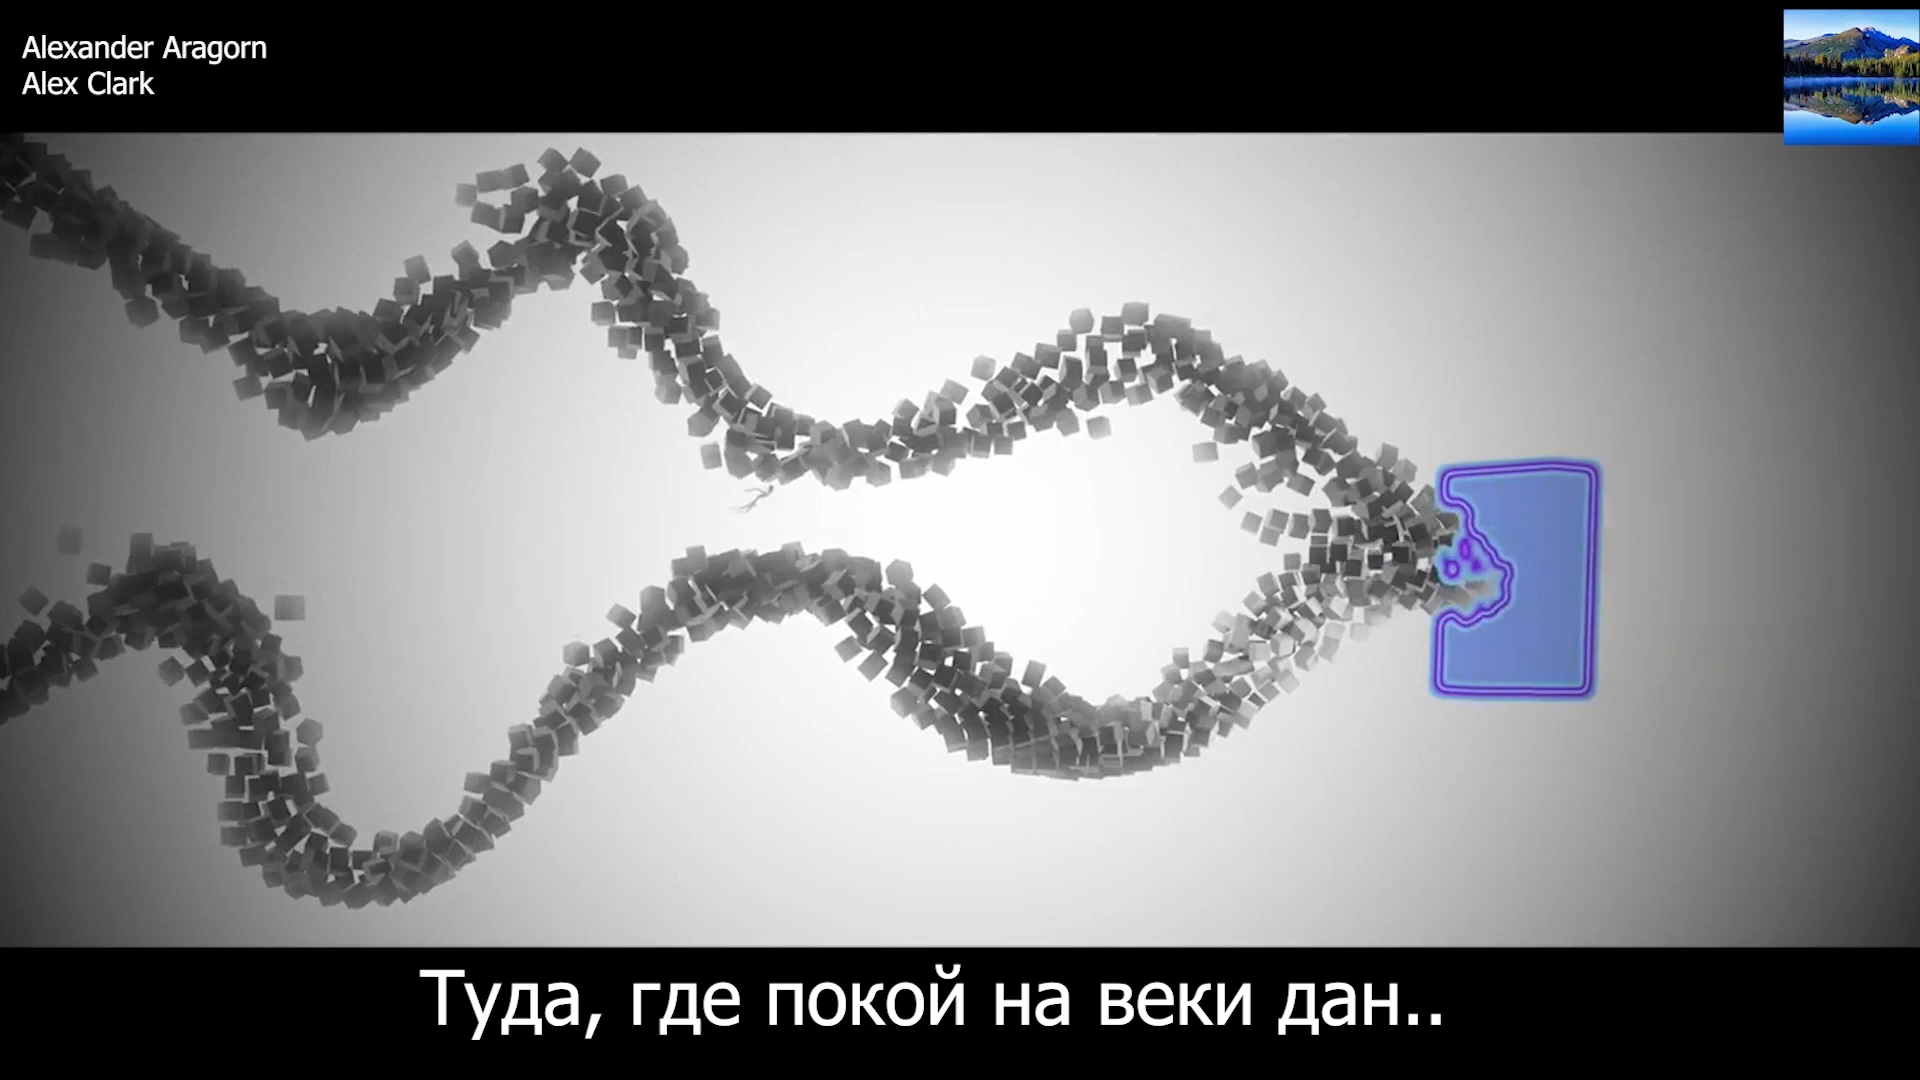 Alexander Aragorn
Alex Clark
Туда, где покой на веки дан..